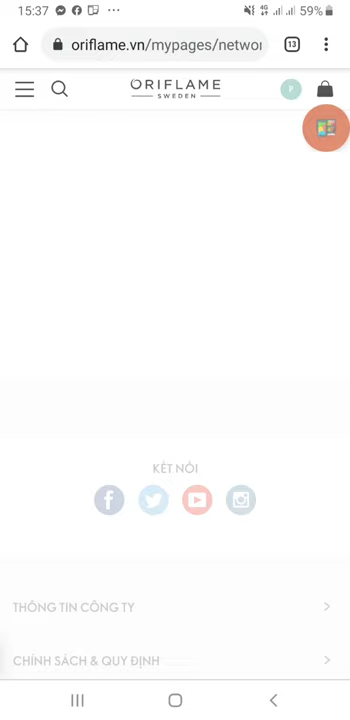 15:37 4G 59%
oriflame.vn/mypages/networ
13
ORIFLAME
SWEDEN
P
KẾT NỐI
THÔNG TIN CÔNG TY
CHÍNH SÁCH & QUY ĐỊNH